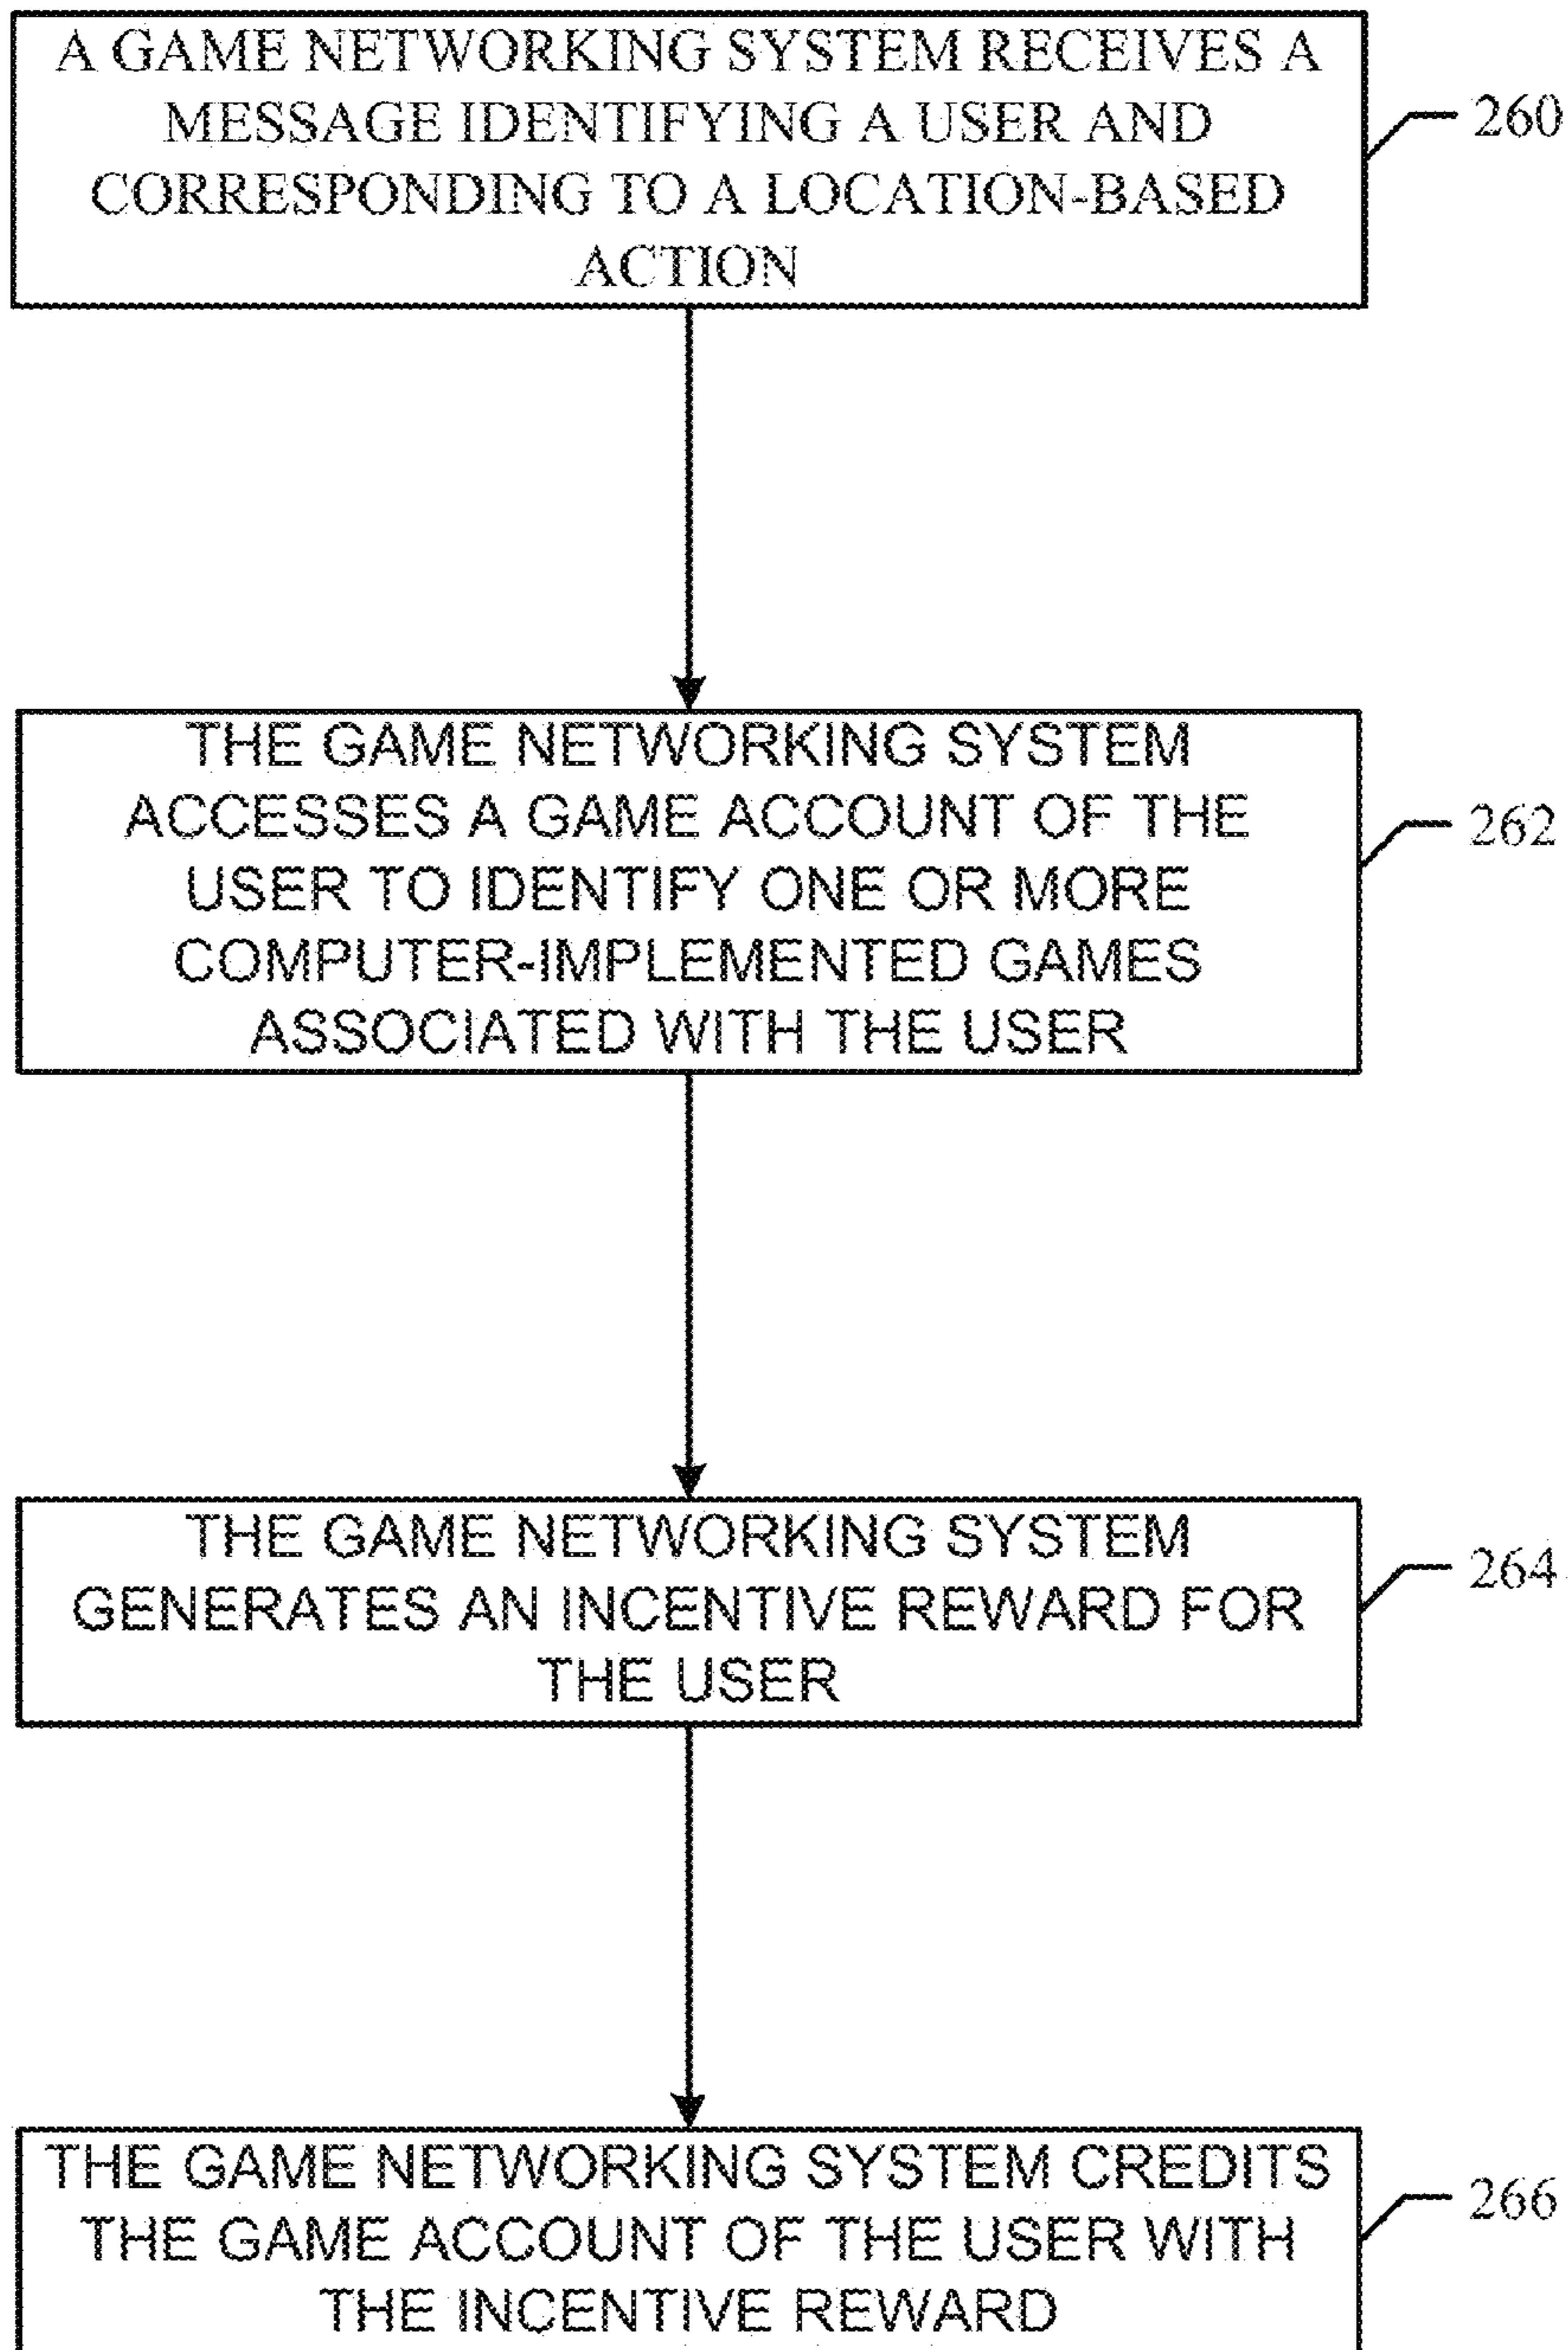 A GAME NETWORKING SYSTEM RECEIVES A
MESSAGE IDENTIFYING A USER AND
CORRESPONDING TO A LOCATION-BASED
ACTION
260
THE GAME NETWORKING SYSTEM
ACCESSES A GAME ACCOUNT OF THE
USER TO IDENTIFY ONE OR MORE
COMPUTER-IMPLEMENTED GAMES
ASSOCIATED WITH THE USER
262
THE GAME NETWORKING SYSTEM
GENERATES AN INCENTIVE REWARD FOR
THE USER
264
THE GAME NETWORKING SYSTEM CREDITS
THE GAME ACCOUNT OF THE USER WITH
THE INCENTIVE REWARD
266